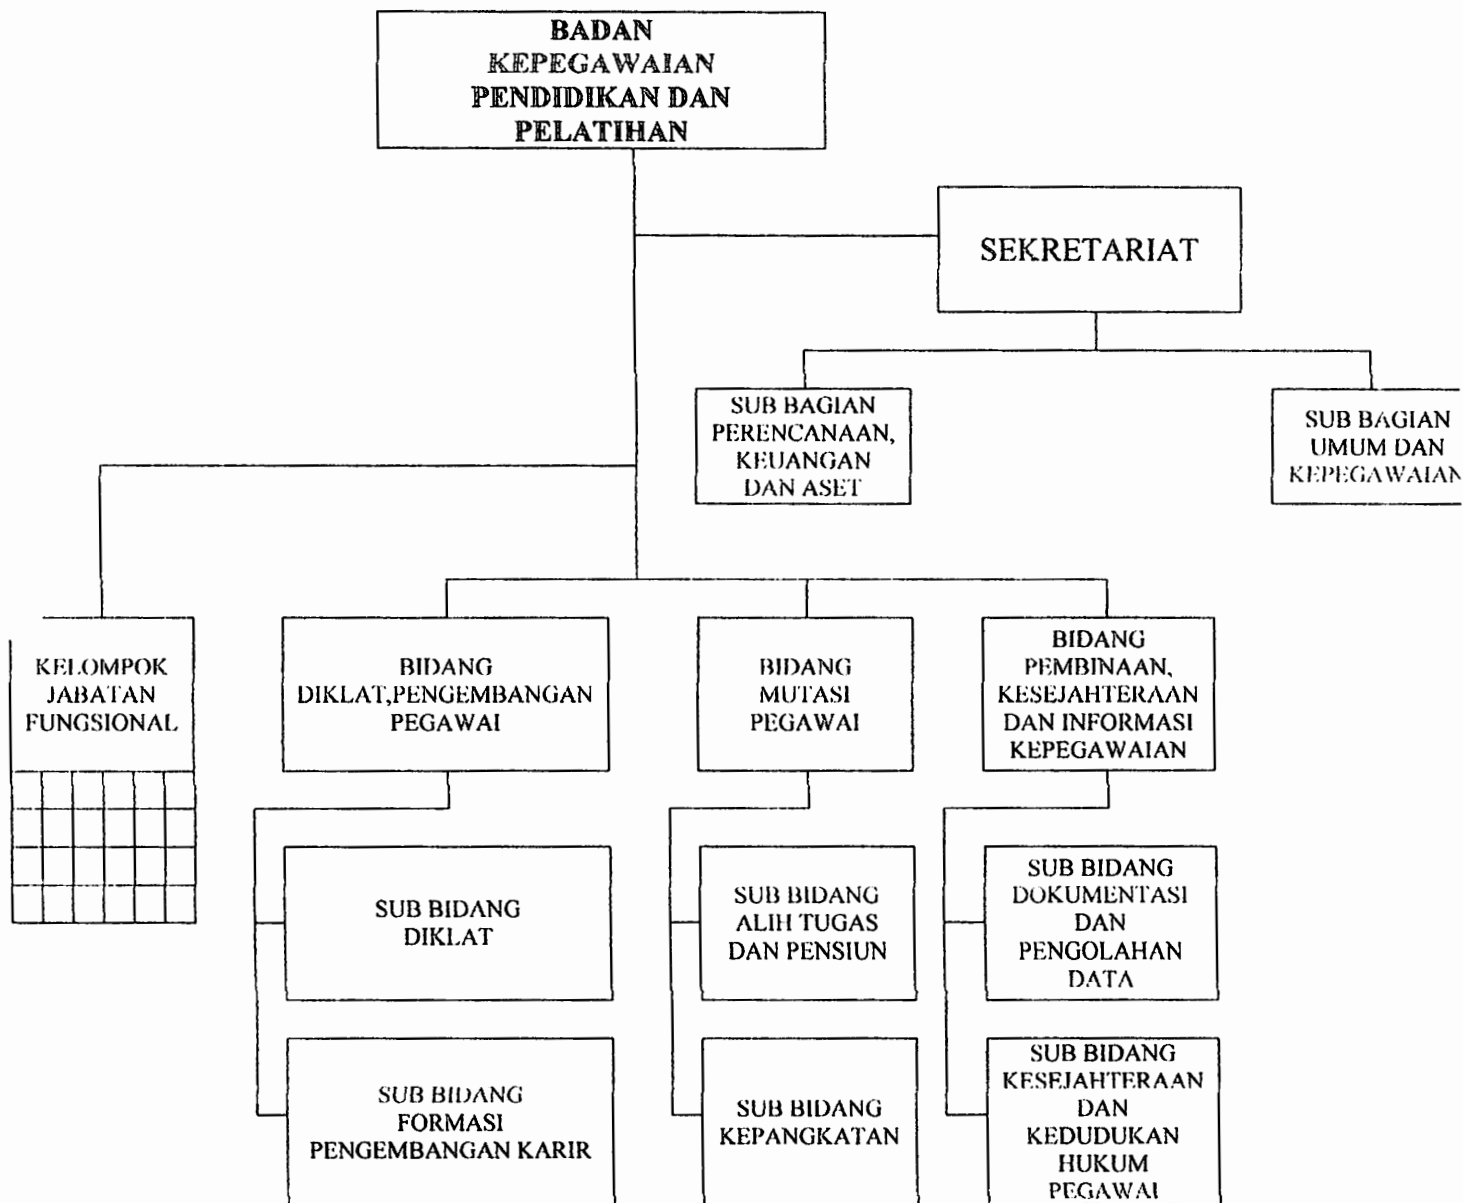 BADAN
KEPEGAWAIAN
PENDIDIKAN DAN
PELATIHAN
SEKRETARIAT
SUB BAGIAN
PERENCANAAN,
KEUANGAN
DAN ASET
SUB BAGIAN
UMUM DAN
KEPEGAWAIAN
KELOMPOK
JABATAN
FUNGSIONAL
BIDANG
DIKLAT,PENGEMBANGAN
PEGAWAI
BIDANG
MUTASI
PEGAWAI
BIDANG
PEMBINAAN,
KESEJAHTERAAN
DAN INFORMASI
KEPEGAWAIAN
SUB BIDANG
DIKLAT
SUB BIDANG
ALIH TUGAS
DAN PENSIUN
SUB BIDANG
DOKUMENTASI
DAN
PENGOLAHAN
DATA
SUB BIDANG
FORMASI
PENGEMBANGAN KARIR
SUB BIDANG
KEPANGKATAN
SUB BIDANG
KESEJAHTERAAN
DAN
KEDUDUKAN
HUKUM
PEGAWAI